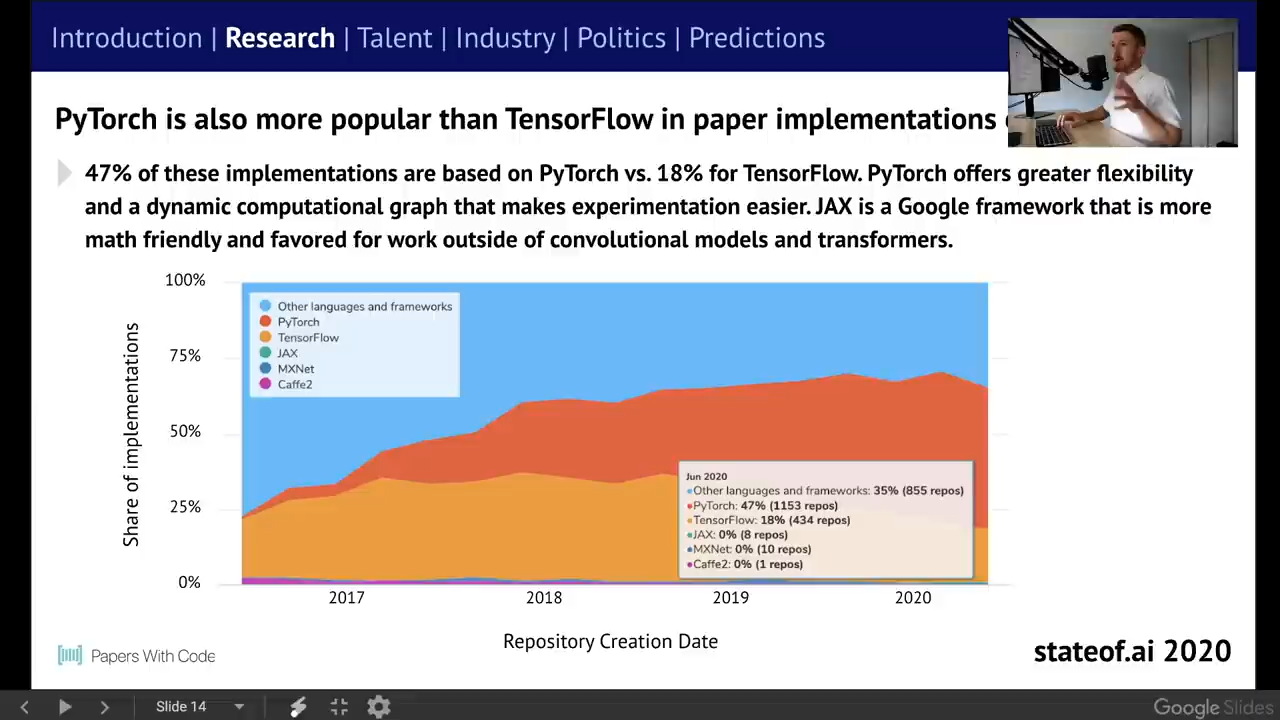 Introduction | Research | Talent | Industry | Politics | Predictions
PyTorch is also more popular than TensorFlow in paper implementations
47% of these implementations are based on PyTorch vs. 18% for TensorFlow. PyTorch offers greater flexibility
and a dynamic computational graph that makes experimentation easier. JAX is a Google framework that is more
math friendly and favored for work outside of convolutional models and transformers.
100%
75%
50%
25%
0%
Share of implementations
Other languages and frameworks
PyTorch
TensorFlow
JAX
MXNet
Caffe2
Jun 2020
Other languages and frameworks: 35% (855 repos)
PyTorch: 47% (1153 repos)
TensorFlow: 18% (434 repos)
JAX: 0% (8 repos)
MXNet: 0% (10 repos)
Caffe2: 0% (1 repos)
2017
2018
2019
2020
Repository Creation Date
Papers With Code
stateof.ai 2020
Slide 14
Google Slides